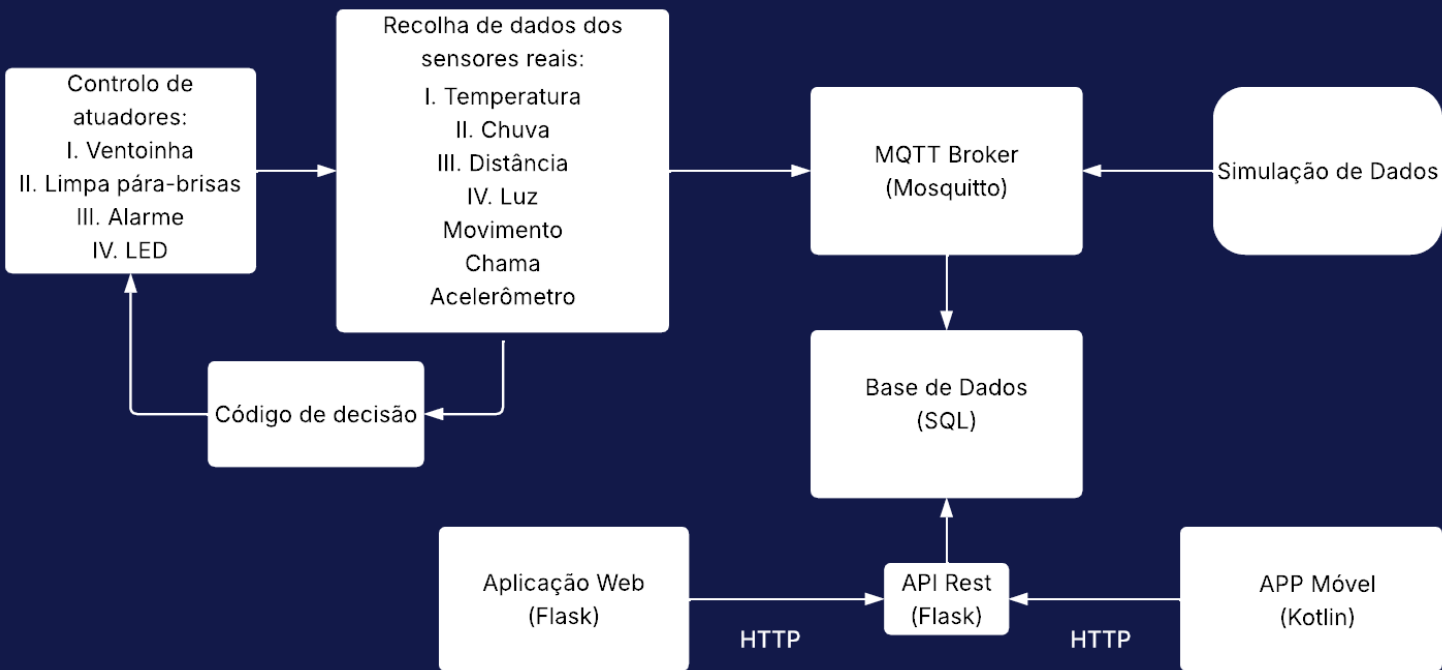 Controlo de
atuadores:
I. Ventoinha
II. Limpa pára-brisas
III. Alarme
IV. LED
Recolha de dados dos
sensores reais:
I. Temperatura
II. Chuva
III. Distância
IV. Luz
Movimento
Chama
Acelerômetro
MQTT Broker
(Mosquitto)
Simulação de Dados
Código de decisão
Base de Dados
(SQL)
Aplicação Web
(Flask)
HTTP
API Rest
(Flask)
HTTP
APP Móvel
(Kotlin)